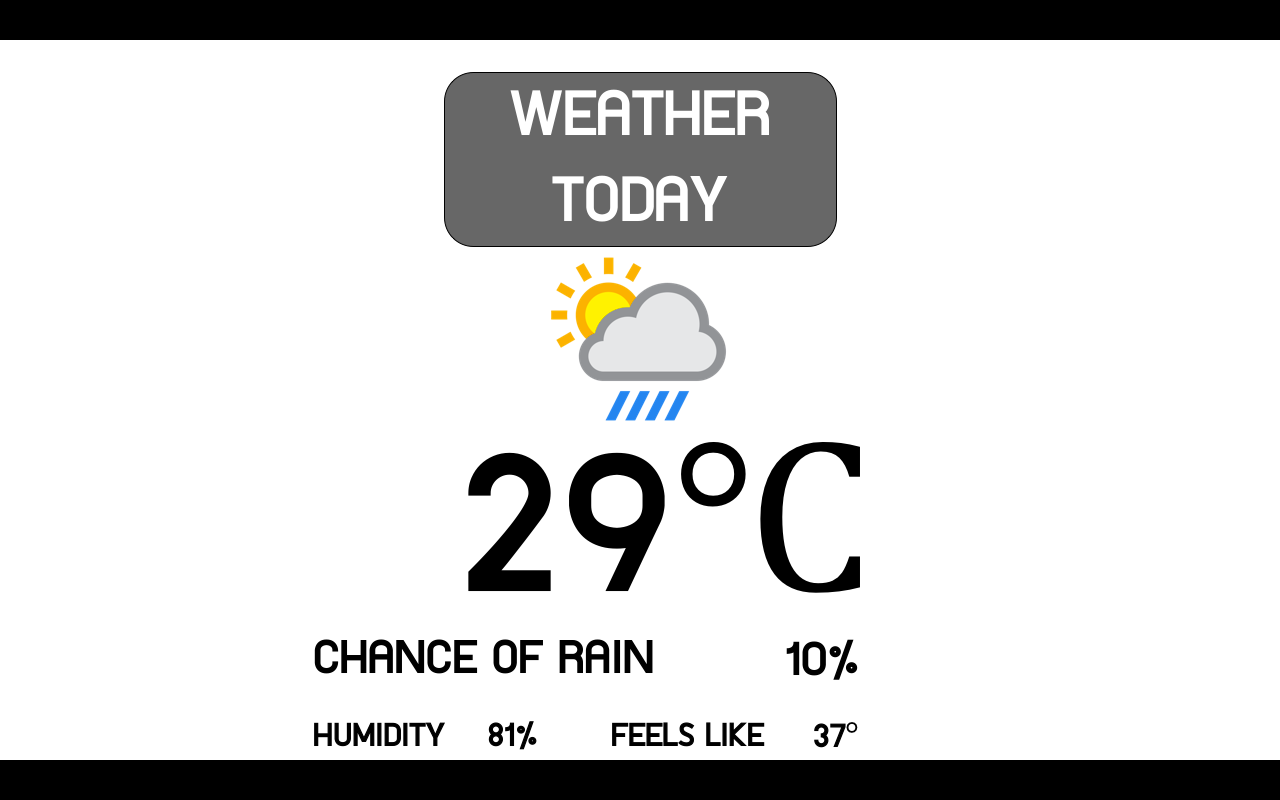 WEATHER
TODAY
29°C
CHANCE OF RAIN 10%
HUMIDITY 81% FEELS LIKE 37°